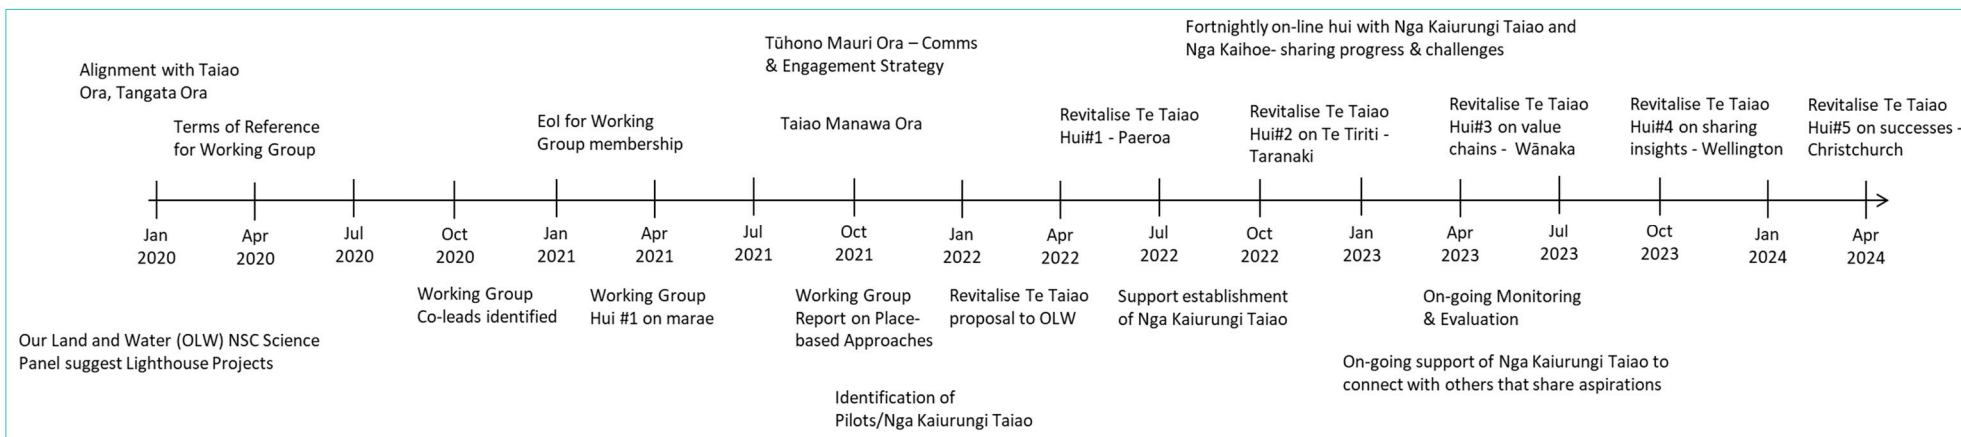 Fortnightly on-line hui with Nga Kaiurungi Taiao and
Nga Kaihoe- sharing progress & challenges
Tūhono Mauri Ora – Comms
& Engagement Strategy
Alignment with Taiao
Ora, Tangata Ora
Terms of Reference
for Working Group
EoI for Working
Group membership
Taiao Manawa Ora
Revitalise Te Taiao
Hui#1 - Paeroa
Revitalise Te Taiao
Hui#2 on Te Tiriti -
Taranaki
Revitalise Te Taiao
Hui#3 on value
chains - Wānaka
Revitalise Te Taiao
Hui#4 on sharing
insights - Wellington
Revitalise Te Taiao
Hui#5 on successes -
Christchurch
Jan
2020
Apr
2020
Jul
2020
Oct
2020
Jan
2021
Apr
2021
Jul
2021
Oct
2021
Jan
2022
Apr
2022
Jul
2022
Oct
2022
Jan
2023
Apr
2023
Jul
2023
Oct
2023
Jan
2024
Apr
2024
Our Land and Water (OLW) NSC Science
Panel suggest Lighthouse Projects
Working Group
Co-leads identified
Working Group
Hui #1 on marae
Working Group
Report on Place-
based Approaches
Identification of
Pilots/Nga Kaiurungi Taiao
Revitalise Te Taiao
proposal to OLW
Support establishment
of Nga Kaiurungi Taiao
On-going Monitoring
& Evaluation
On-going support of Nga Kaiurungi Taiao to
connect with others that share aspirations